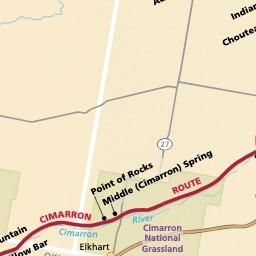 Indian
Choutea
27
Point of Rocks
Middle (Cimarron) Spring
CIMARRON
ROUTE
River
Cimarron
Cimarron
National
Grassland
untain
llow Bar
Elkhart